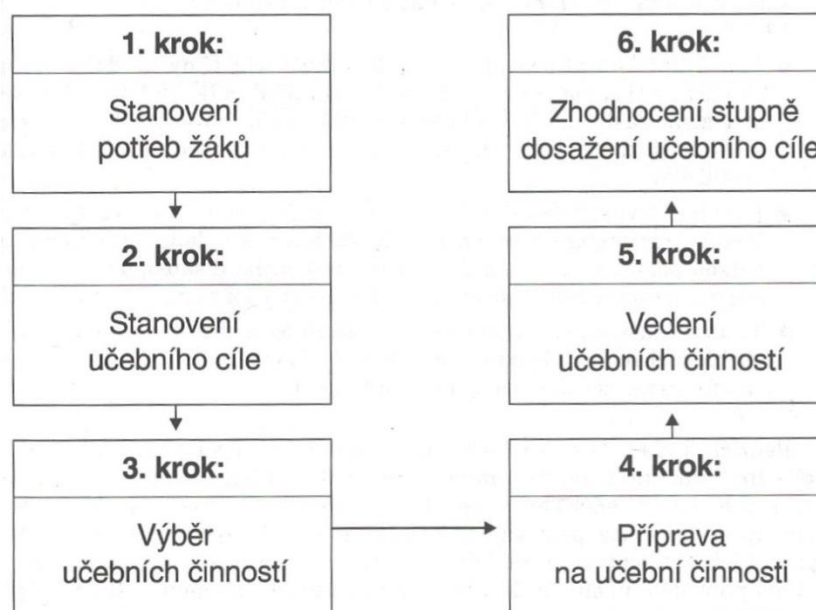 1. krok:
Stanovení
potřeb žáků
2. krok:
Stanovení
učebního cíle
3. krok:
Výběr
učebních činností
4. krok:
Příprava
na učební činnosti
5. krok:
Vedení
učebních činností
6. krok:
Zhodnocení stupně
dosažení učebního cíle